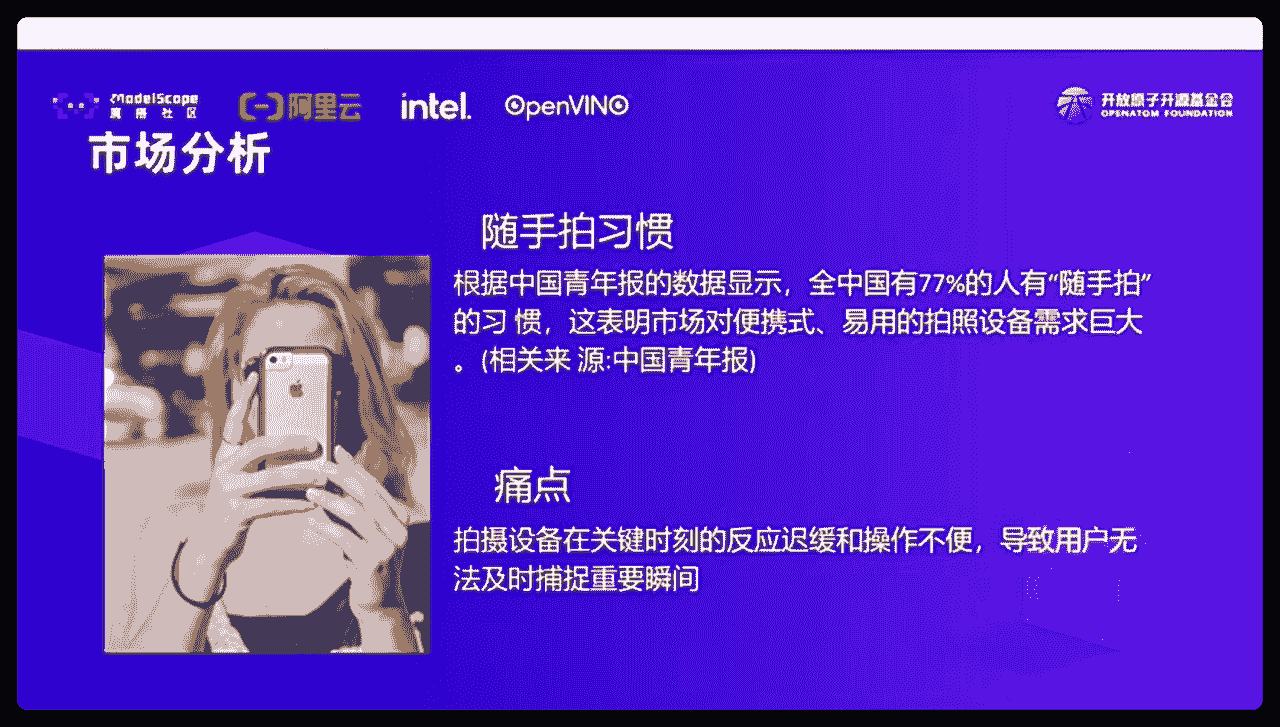 ModelScope
魔搭社区
阿里云
intel.
OpenVINO
开放原子开源基金会
OPENATOM FOUNDATION
市场分析
随手拍习惯
根据中国青年报的数据显示，全中国有77%的人有“随手拍”
的习 惯，这表明市场对便携式、易用的拍照设备需求巨大
。(相关来 源:中国青年报)
痛点
拍摄设备在关键时刻的反应迟缓和操作不便，导致用户无
法及时捕捉重要瞬间